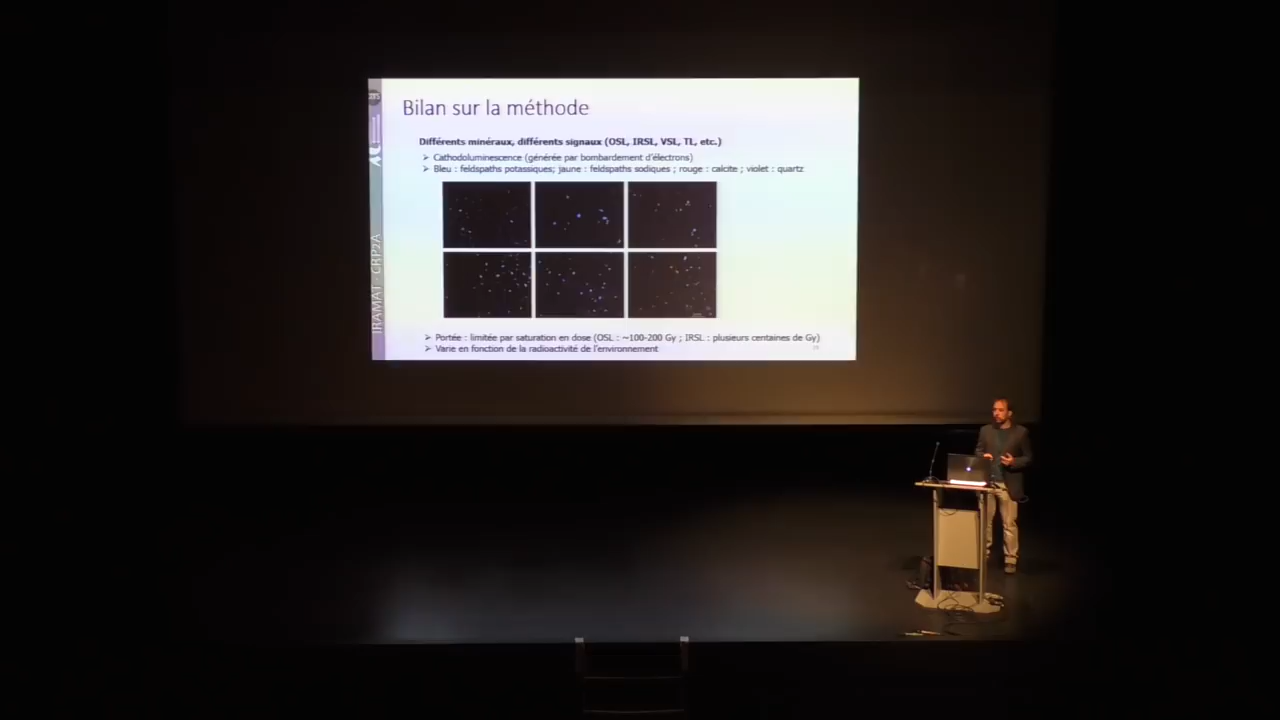 Bilan sur la méthode
Différents minéraux, différents signaux (OSL, IRSL, VSL, TL, etc.)
➢ Cathodoluminescence (générée par bombardement d'électrons)
➢ Bleu : feldspaths potassiques; jaune : feldspaths sodiques ; rouge : calcite ; violet : quartz
➢ Portée : limitée par saturation en dose (OSL : ~100-200 Gy ; IRSL : plusieurs centaines de Gy)
➢ Varie en fonction de la radioactivité de l'environnement
IRAMAT - CRP2A